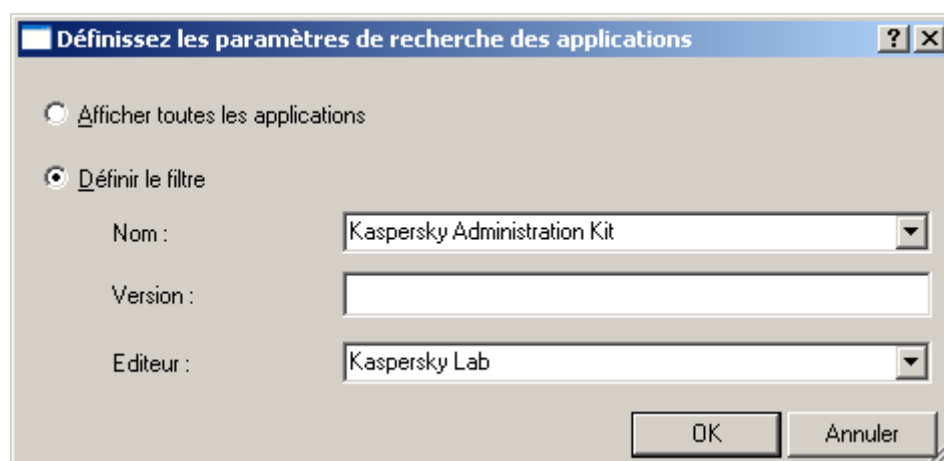 Définissez les paramètres de recherche des applications
Afficher toutes les applications
Définir le filtre
Nom : Kaspersky Administration Kit
Version :
Editeur : Kaspersky Lab
OK Annuler